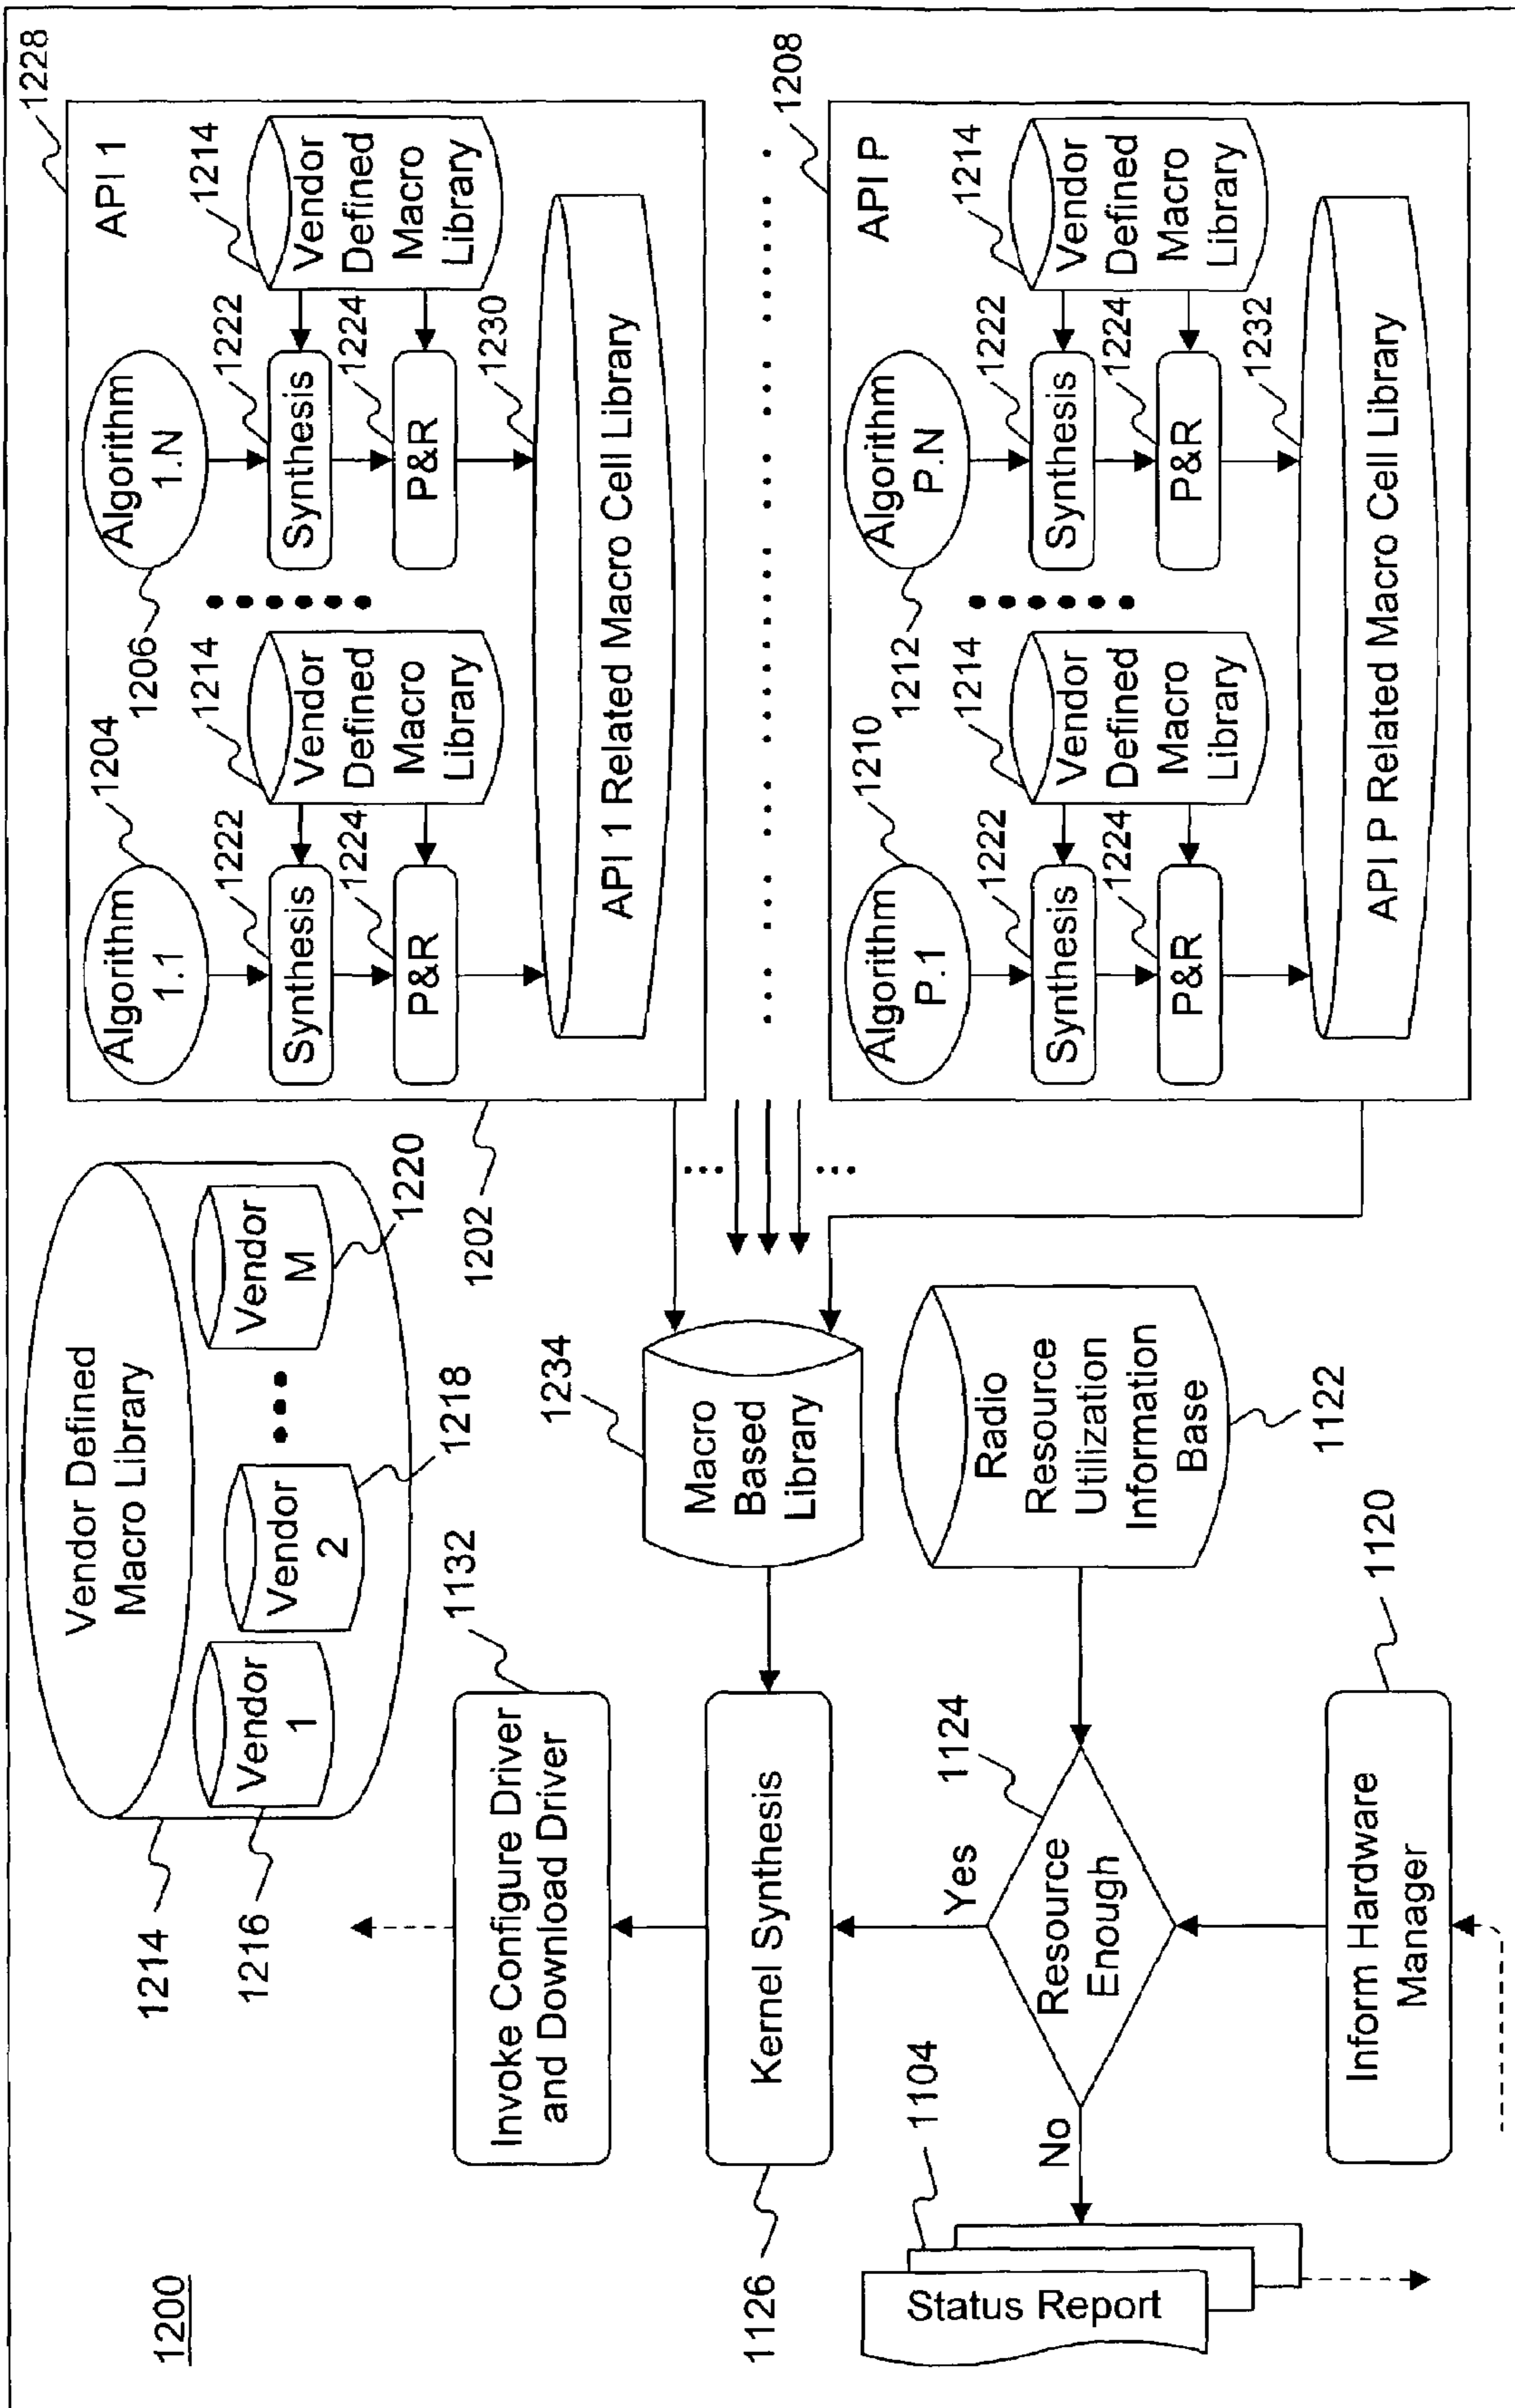 1200
Vendor Defined
Macro Library
Vendor
1
Vendor
2
Vendor
M
1214
1216
1218
1220
1228
API 1
1204
Algorithm
1.1
1222
Synthesis
1224
P&R
1214
Vendor
Defined
Macro
Library
1206
Algorithm
1.N
1222
Synthesis
1224
P&R
1214
Vendor
Defined
Macro
Library
1230
API 1 Related Macro Cell Library
1202
1208
API P
1210
Algorithm
P.1
1222
Synthesis
1224
P&R
1214
Vendor
Defined
Macro
Library
1212
Algorithm
P.N
1222
Synthesis
1224
P&R
1214
Vendor
Defined
Macro
Library
1232
API P Related Macro Cell Library
1132
Invoke Configure Driver
and Download Driver
1234
Macro
Based
Library
Kernel Synthesis
1126
Yes
1124
Resource
Enough
No
1104
Status Report
Radio
Resource
Utilization
Information
Base
1122
1120
Inform Hardware
Manager